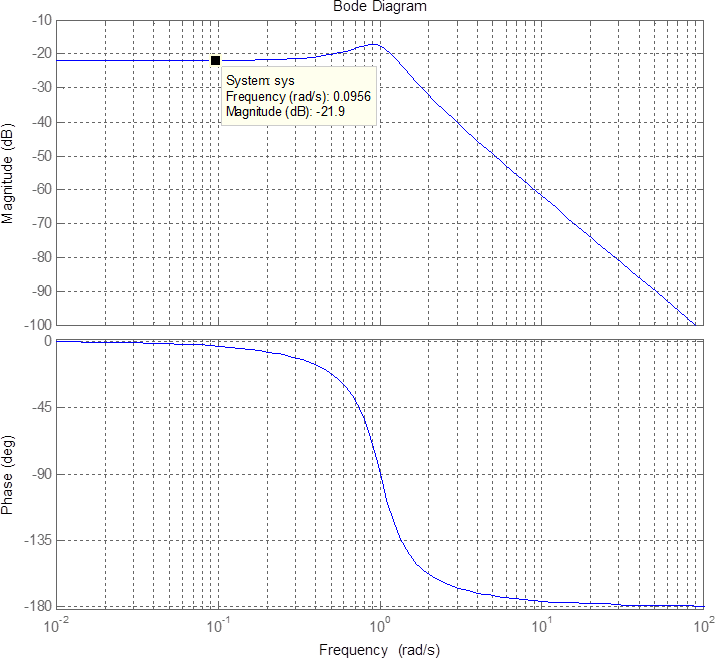 Bode Diagram
Magnitude (dB)
-10
-20
-30
-40
-50
-60
-70
-80
-90
-100
System: sys
Frequency (rad/s): 0.0956
Magnitude (dB): -21.9
Phase (deg)
0
-45
-90
-135
-180
10^-2 10^-1 10^0 10^1 10^2
Frequency (rad/s)